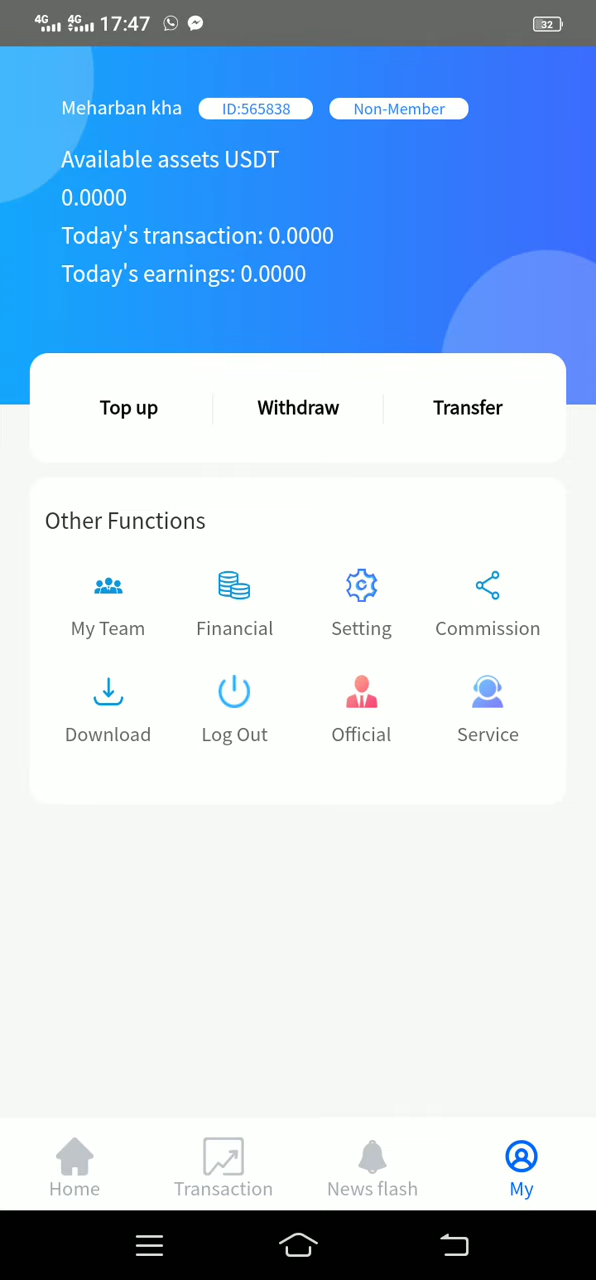 4G 4G 17:47 32
Meharban kha ID:565838 Non-Member
Available assets USDT
0.0000
Today's transaction: 0.0000
Today's earnings: 0.0000
Top up Withdraw Transfer
Other Functions
My Team Financial Setting Commission
Download Log Out Official Service
Home Transaction News flash My